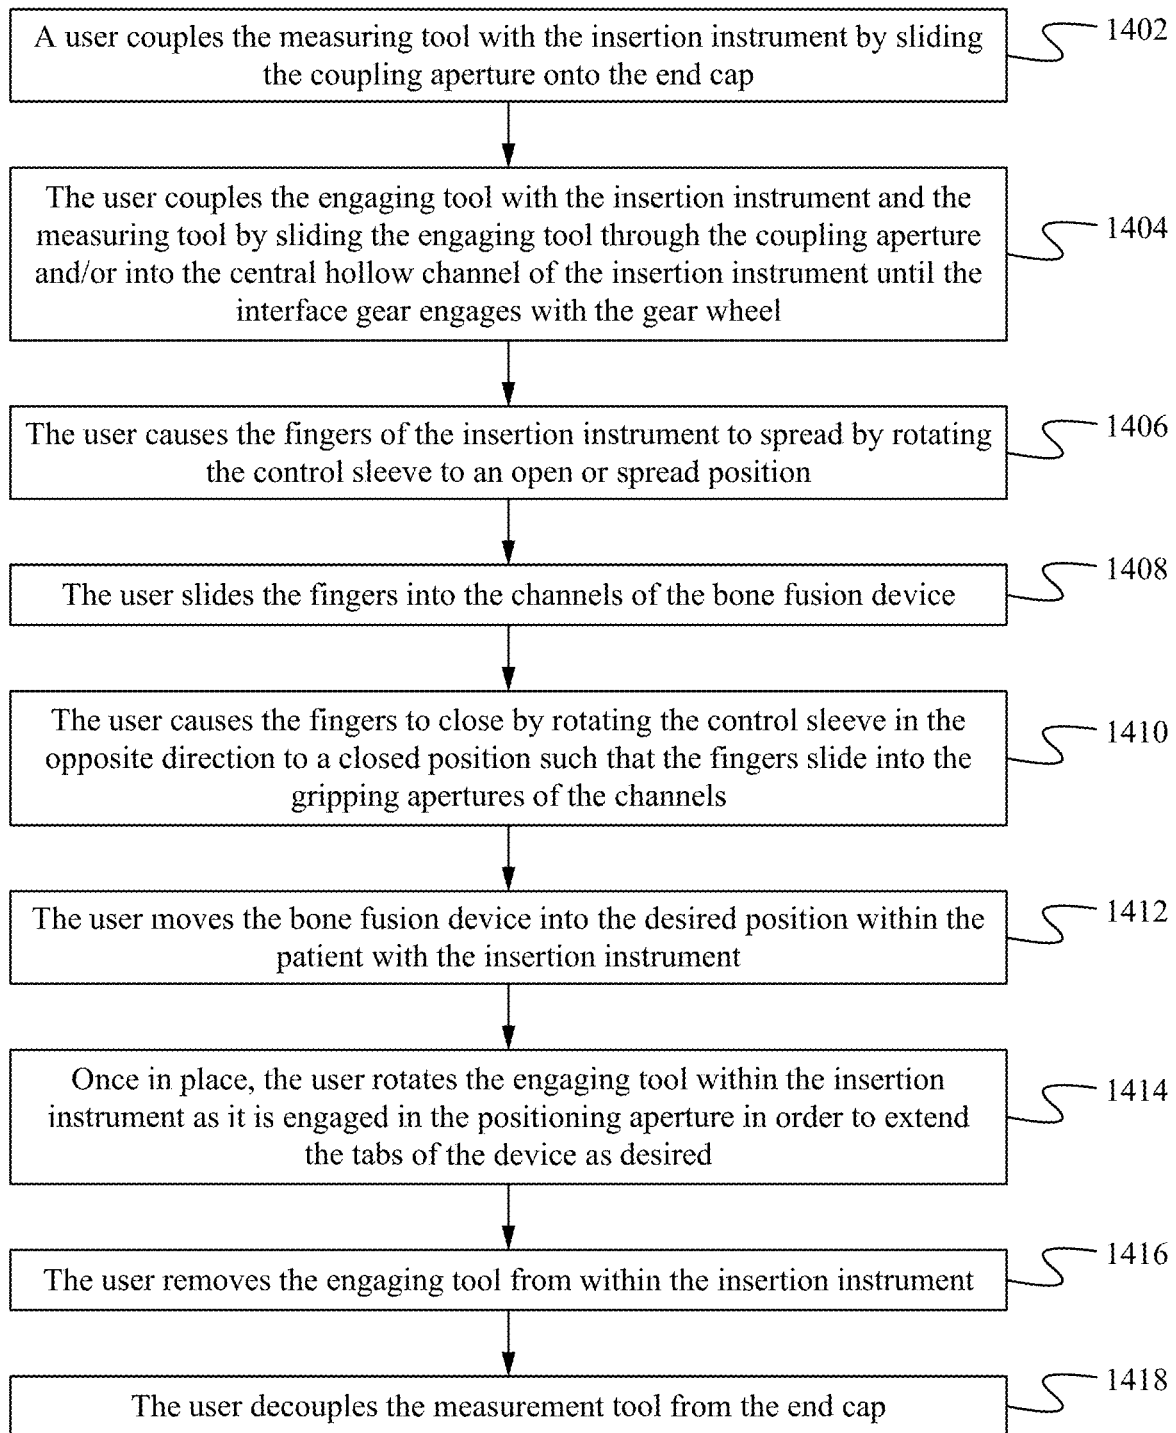 A user couples the measuring tool with the insertion instrument by sliding
the coupling aperture onto the end cap
1402
The user couples the engaging tool with the insertion instrument and the
measuring tool by sliding the engaging tool through the coupling aperture
and/or into the central hollow channel of the insertion instrument until the
interface gear engages with the gear wheel
1404
The user causes the fingers of the insertion instrument to spread by rotating
the control sleeve to an open or spread position
1406
The user slides the fingers into the channels of the bone fusion device
1408
The user causes the fingers to close by rotating the control sleeve in the
opposite direction to a closed position such that the fingers slide into the
gripping apertures of the channels
1410
The user moves the bone fusion device into the desired position within the
patient with the insertion instrument
1412
Once in place, the user rotates the engaging tool within the insertion
instrument as it is engaged in the positioning aperture in order to extend
the tabs of the device as desired
1414
The user removes the engaging tool from within the insertion instrument
1416
The user decouples the measurement tool from the end cap
1418